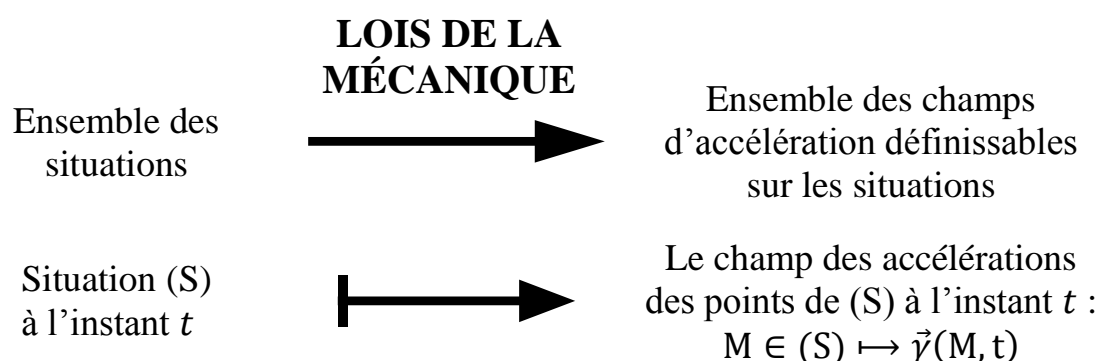 LOIS DE LA
MÉCANIQUE
Ensemble des
situations
Ensemble des champs
d’accélération définissables
sur les situations
Situation (S)
à l’instant t
Le champ des accélérations
des points de (S) à l’instant t :
M ∈ (S) ⟼ γ⃗(M, t)